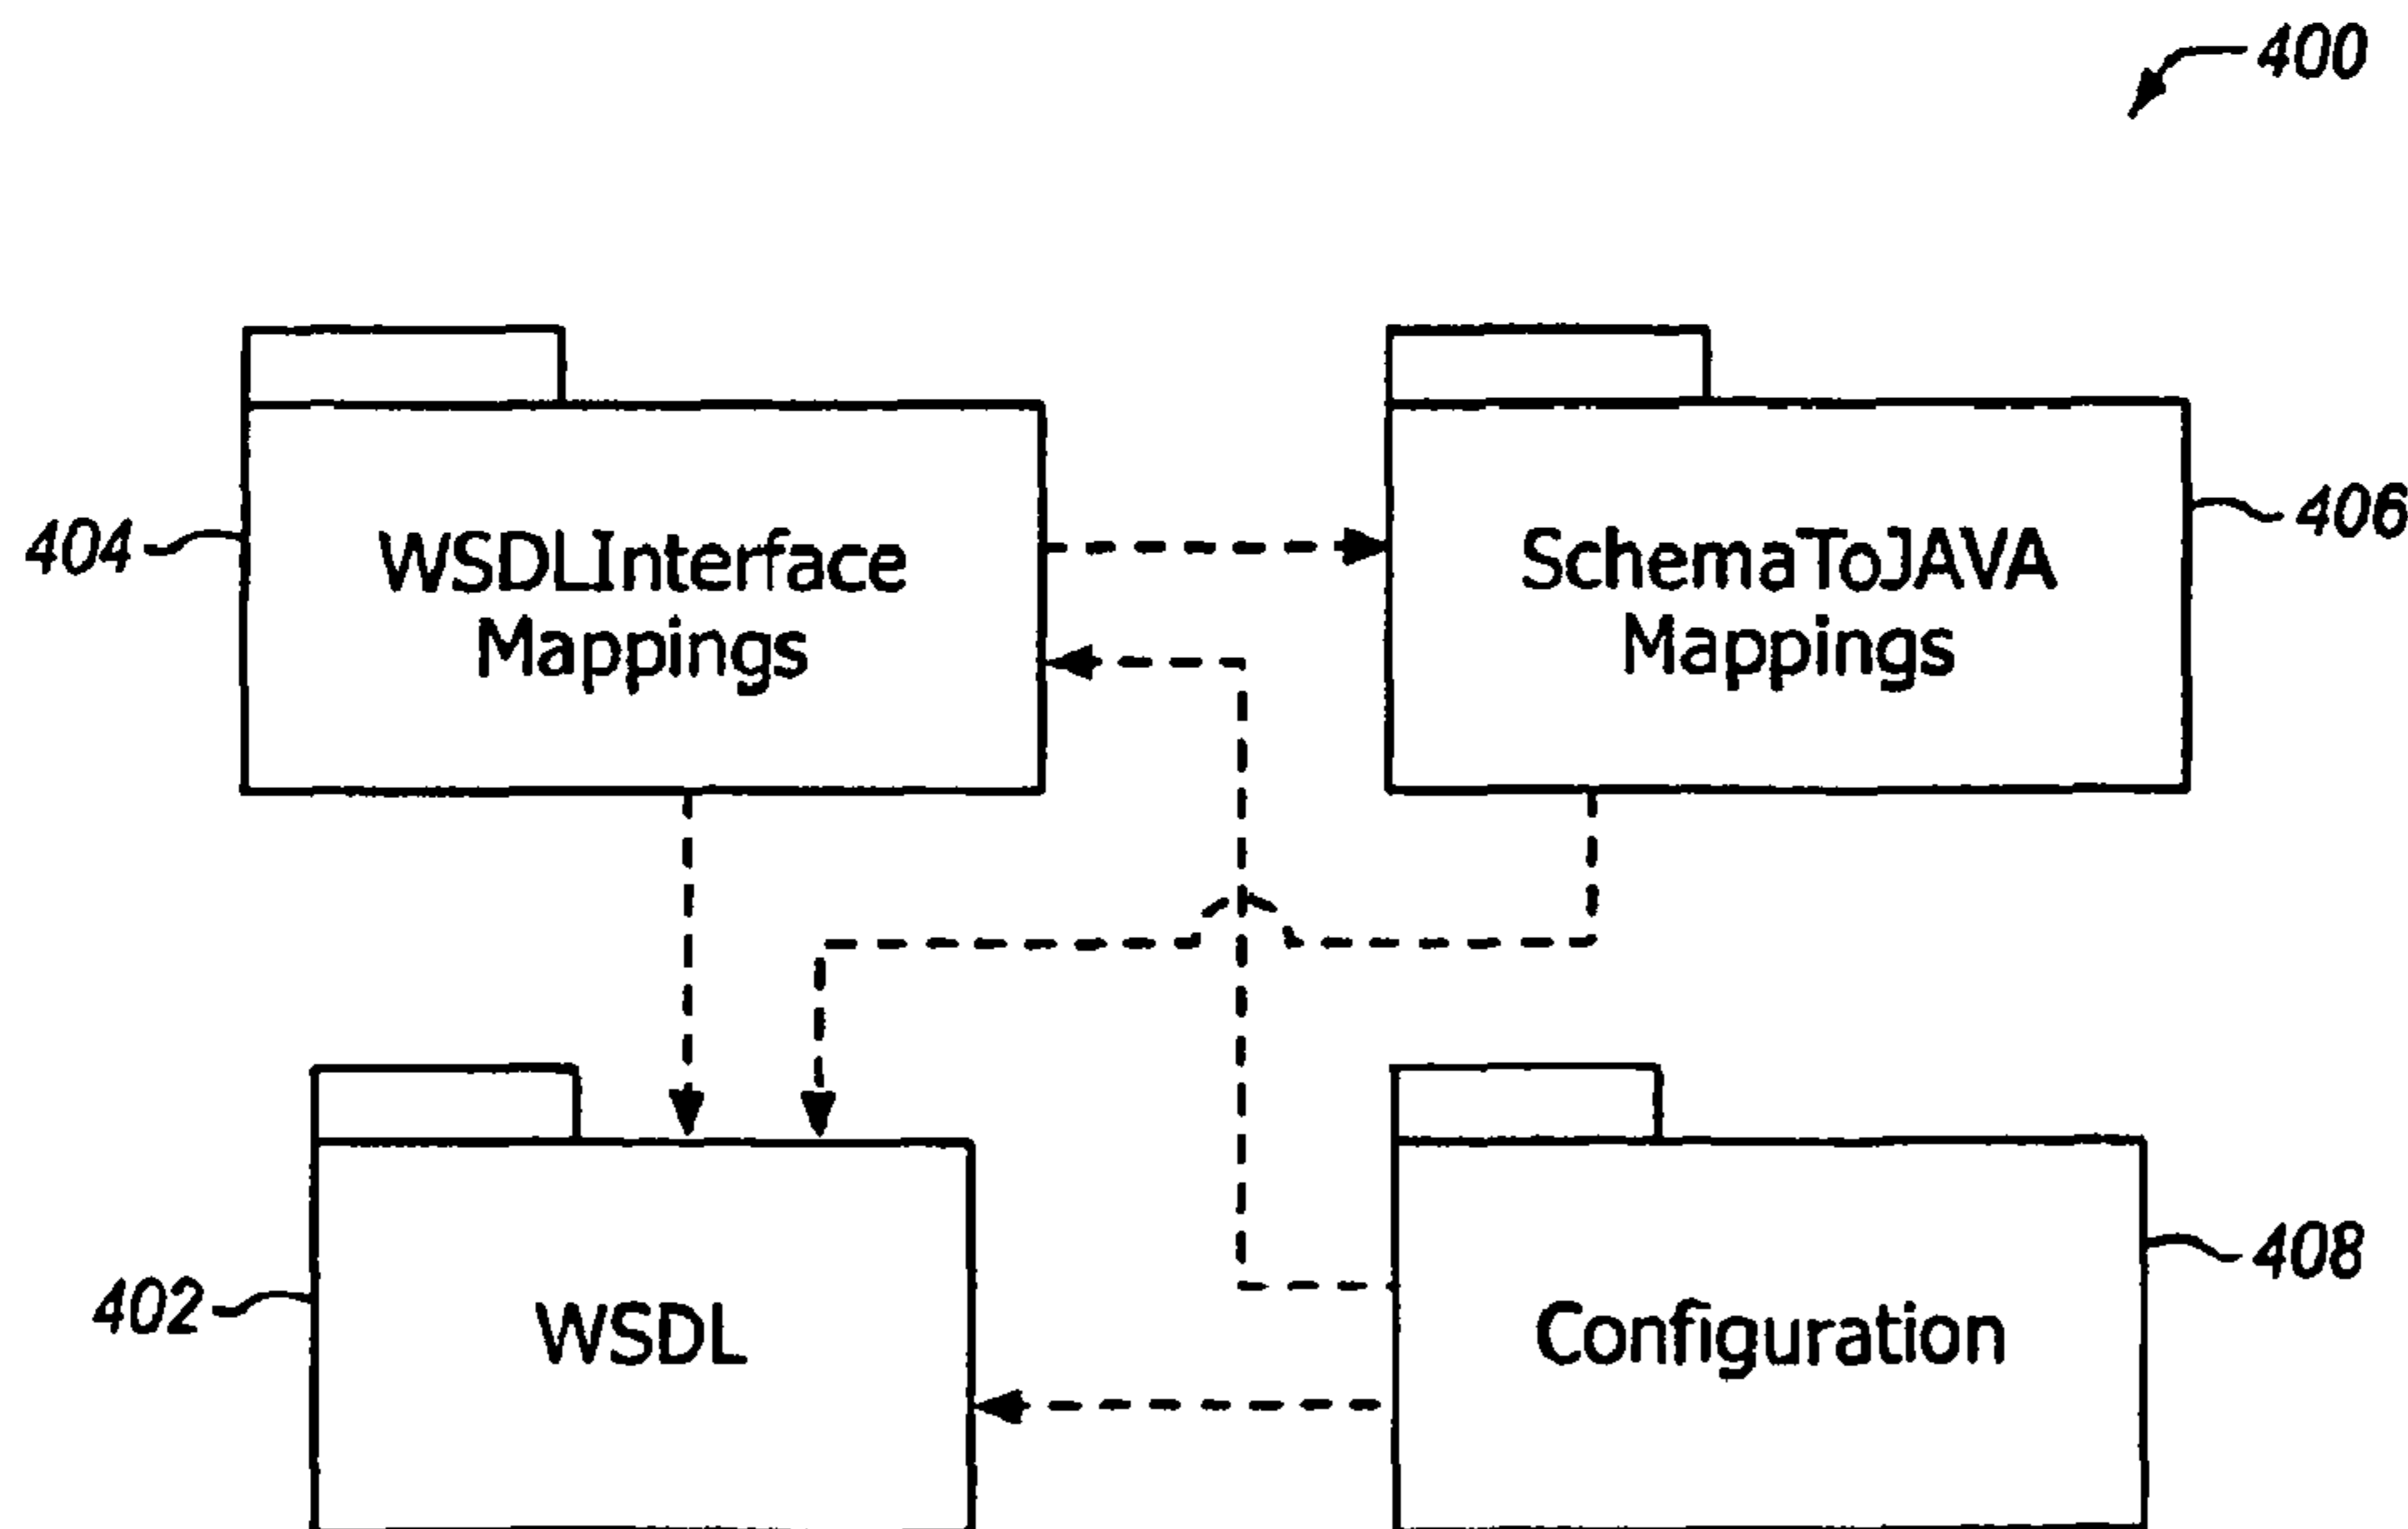 400
404
WSDLInterface
Mappings
SchemaToJAVA
Mappings
406
402
WSDL
Configuration
408